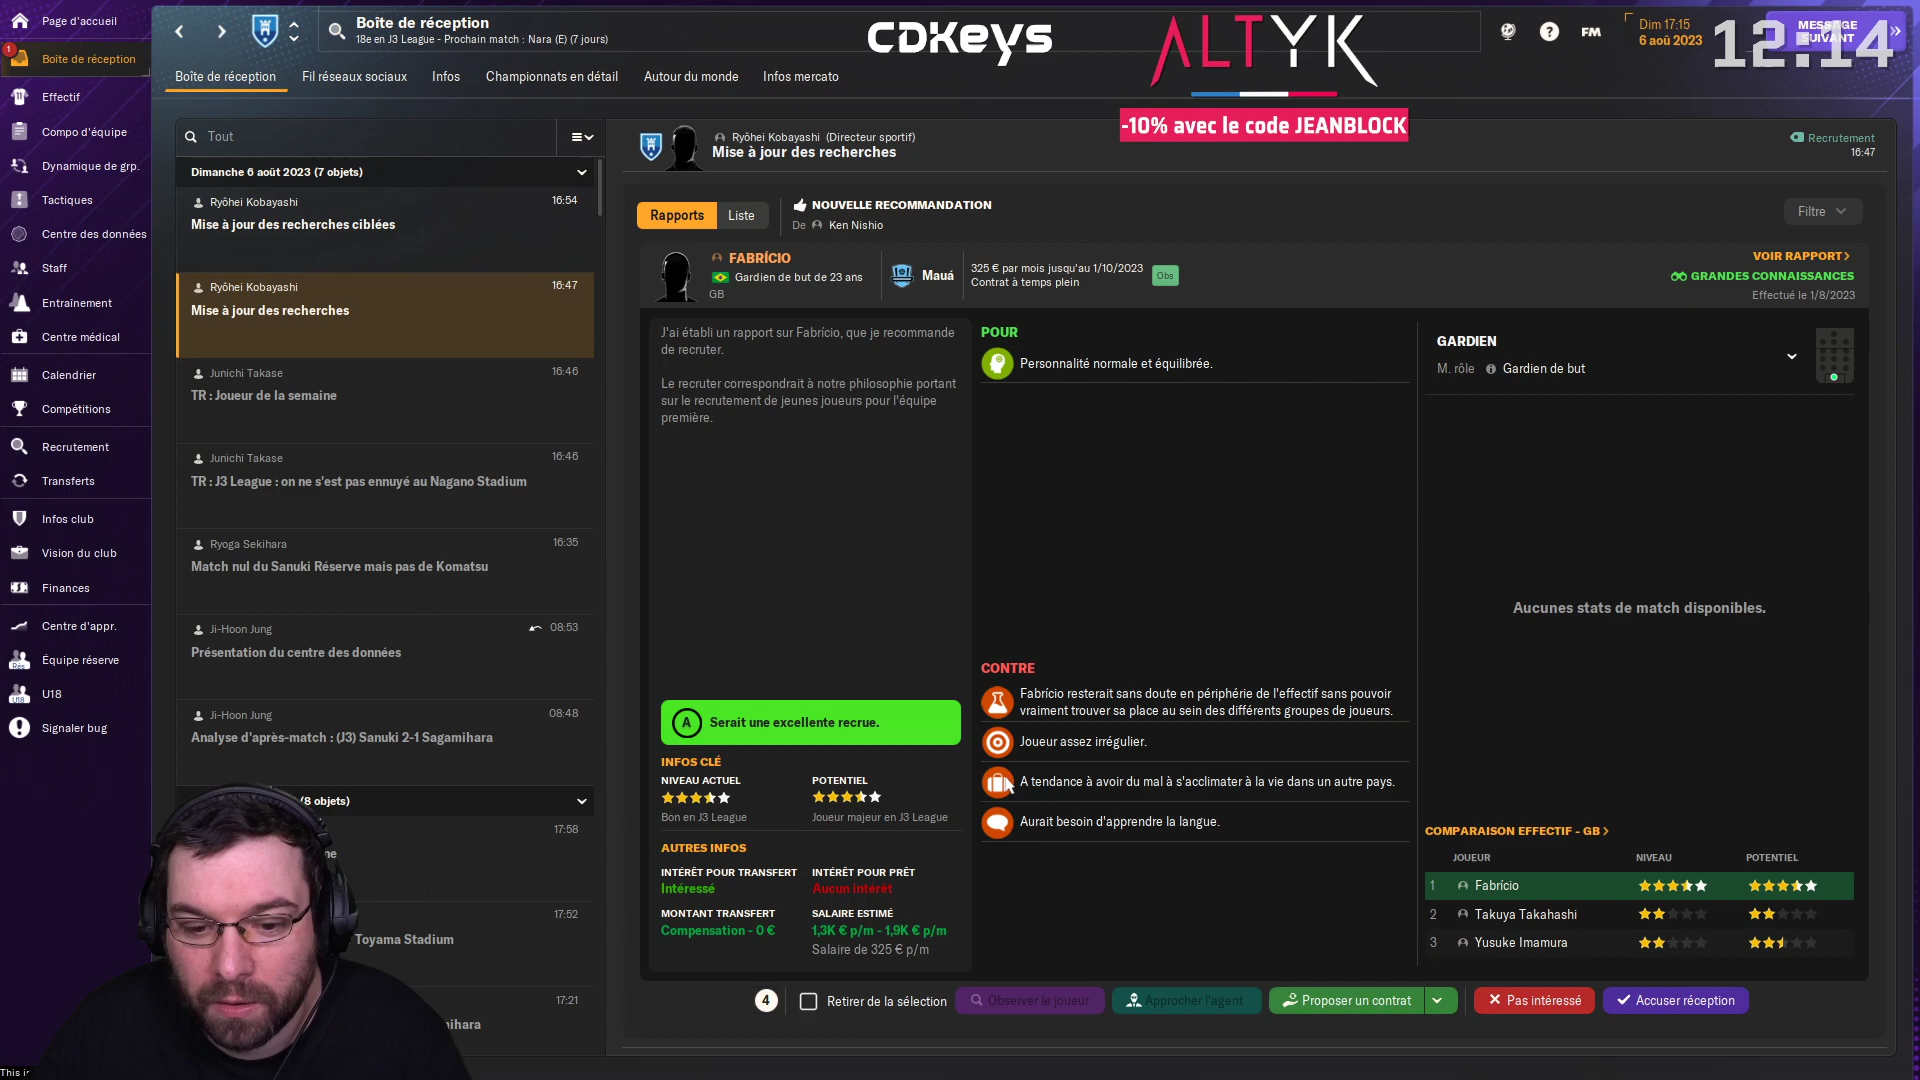 Page d'accueil
1
Boîte de réception
Effectif
Compo d'équipe
Dynamique de grp.
Tactiques
Centre des données
Staff
Entraînement
Centre médical
Calendrier
Compétitions
Recrutement
Transferts
Infos club
Vision du club
Finances
Centre d'appr.
Équipe réserve
U18
Signaler bug
This is
Boîte de réception
18e en J3 League - Prochain match : Nara (E) (7 jours)
CDKeys
ALTYK
-10% avec le code JEANBLOCK
FM
Dim 17:15
6 aoû 2023
MESSAGE
SUIVANT
12:14
Boîte de réception
Fil réseaux sociaux
Infos
Championnats en détail
Autour du monde
Infos mercato
Tout
Dimanche 6 août 2023 (7 objets)
Ryôhei Kobayashi 16:54
Mise à jour des recherches ciblées
Ryôhei Kobayashi 16:47
Mise à jour des recherches
Junichi Takase 16:46
TR : Joueur de la semaine
Junichi Takase 16:46
TR : J3 League : on ne s'est pas ennuyé au Nagano Stadium
Ryoga Sekihara 16:35
Match nul du Sanuki Réserve mais pas de Komatsu
Ji-Hoon Jung 08:53
Présentation du centre des données
Ji-Hoon Jung 08:48
Analyse d'après-match : (J3) Sanuki 2-1 Sagamihara
(8 objets)
17:58
ne
17:52
Toyama Stadium
17:21
ihara
Ryôhei Kobayashi (Directeur sportif)
Mise à jour des recherches
Recrutement
16:47
Rapports
Liste
NOUVELLE RECOMMANDATION
De Ken Nishio
Filtre
FABRÍCIO
Gardien de but de 23 ans
GB
Mauá
325 € par mois jusqu'au 1/10/2023
Contrat à temps plein
Obs
VOIR RAPPORT
GRANDES CONNAISSANCES
Effectué le 1/8/2023
J'ai établi un rapport sur Fabrício, que je recommande
de recruter.
Le recruter correspondrait à notre philosophie portant
sur le recrutement de jeunes joueurs pour l'équipe
première.
A Serait une excellente recrue.
INFOS CLÉ
NIVEAU ACTUEL POTENTIEL
Bon en J3 League Joueur majeur en J3 League
AUTRES INFOS
INTÉRÊT POUR TRANSFERT INTÉRÊT POUR PRÊT
Intéressé Aucun intérêt
MONTANT TRANSFERT SALAIRE ESTIMÉ
Compensation - 0 € 1,3K € p/m - 1,9K € p/m
Salaire de 325 € p/m
POUR
Personnalité normale et équilibrée.
CONTRE
Fabrício resterait sans doute en périphérie de l'effectif sans pouvoir
vraiment trouver sa place au sein des différents groupes de joueurs.
Joueur assez irrégulier.
A tendance à avoir du mal à s'acclimater à la vie dans un autre pays.
Aurait besoin d'apprendre la langue.
GARDIEN
M. rôle Gardien de but
Aucunes stats de match disponibles.
COMPARAISON EFFECTIF - GB
JOUEUR NIVEAU POTENTIEL
1 Fabrício
2 Takuya Takahashi
3 Yusuke Imamura
4
Retirer de la sélection
Observer le joueur
Approcher l'agent
Proposer un contrat
Pas intéressé
Accuser réception